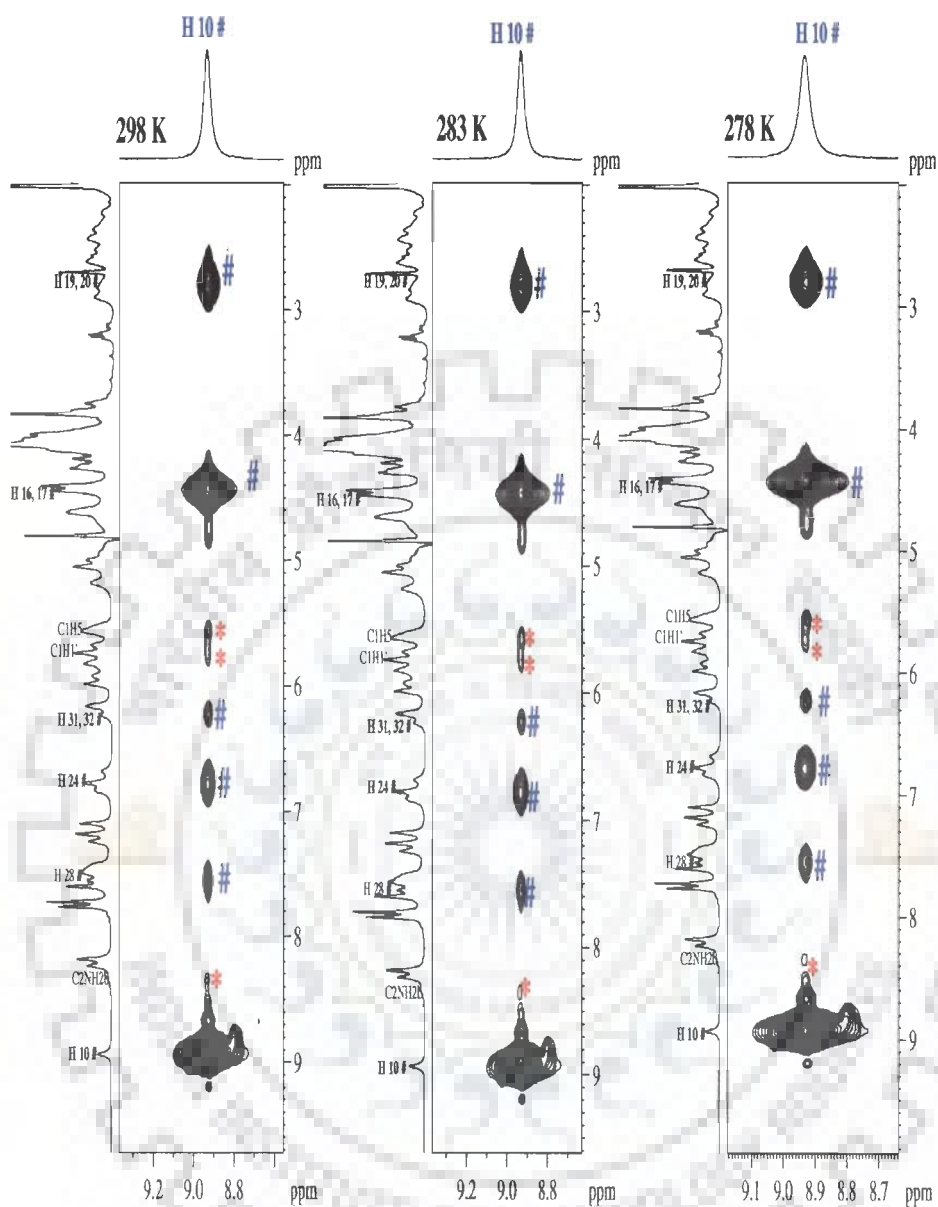 H 10 # H 10 # H 10 #
298 K 283 K 278 K
ppm ppm ppm
# # #
H 19, 20 # H 19, 20 # H 19, 20 #
3 3 3
4 4 4
# # #
H 16, 17 # H 16, 17 # H 16, 17 #
5 5 5
C1H5 * C1H5 * C1H5 *
C1H1' * C1H1' * C1H1' *
6 6 6
H 31, 32 # # H 31, 32 # # H 31, 32 # #
H 24 # # H 24 # # H 24 # #
7 7 7
H 28 # # H 28 # # H 28 # #
8 8 8
* * *
H 10 # H 10 # H 10 #
9 9 9
9.2 9.0 8.8 ppm 9.2 9.0 8.8 ppm 9.1 9.0 8.9 8.8 8.7 ppm